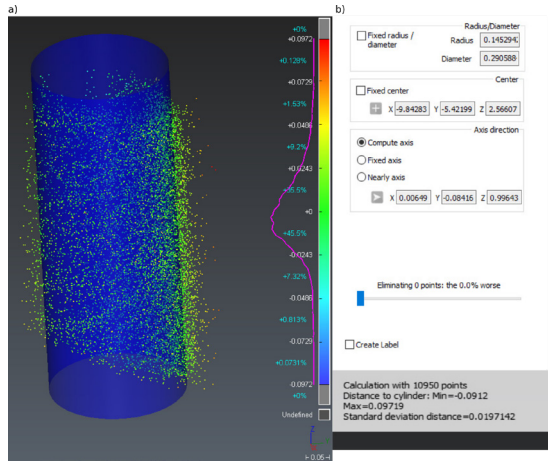 a)
+0%
+0.0972
+0.128%
+0.0729
+1.53%
+0.0486
+9.2%
+0.0243
+35.5%
+0
+45.5%
-0.0243
+7.32%
-0.0486
+0.813%
-0.0729
+0.0731%
-0.0972
+0%
Undefined
Z
0.05
b)
Radius/Diameter
Fixed radius / diameter
Radius 0.14529
Diameter 0.290588
Center
Fixed center
X -9.84283 Y -5.42199 Z 2.56607
Axis direction
Compute axis
Fixed axis
Nearly axis
X 0.00649 Y -0.08416 Z 0.99643
Eliminating 0 points: the 0.0% worse
Create Label
Calculation with 10950 points
Distance to cylinder: Min=-0.0912
Max=0.09719
Standard deviation distance=0.0197142